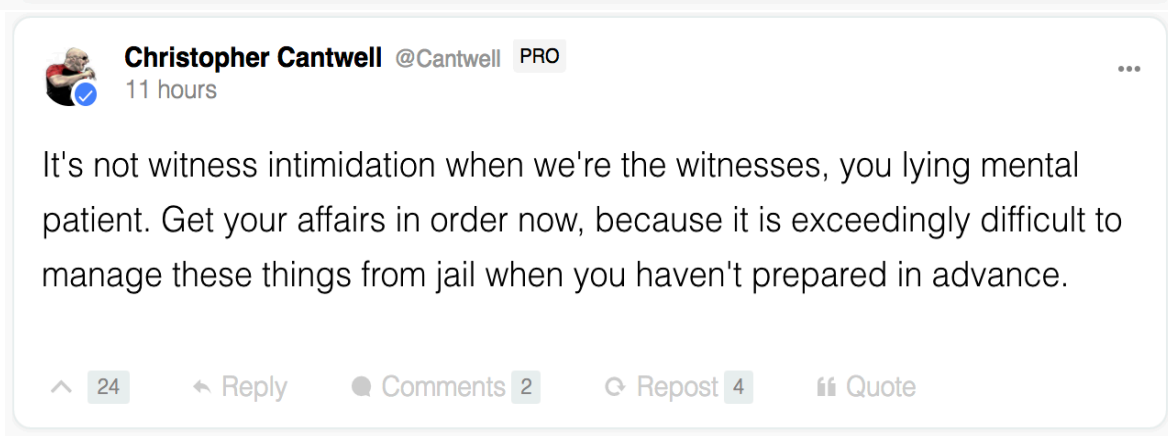 Christopher Cantwell @Cantwell PRO
11 hours
It's not witness intimidation when we're the witnesses, you lying mental
patient. Get your affairs in order now, because it is exceedingly difficult to
manage these things from jail when you haven't prepared in advance.
24 Reply Comments 2 Repost 4 Quote